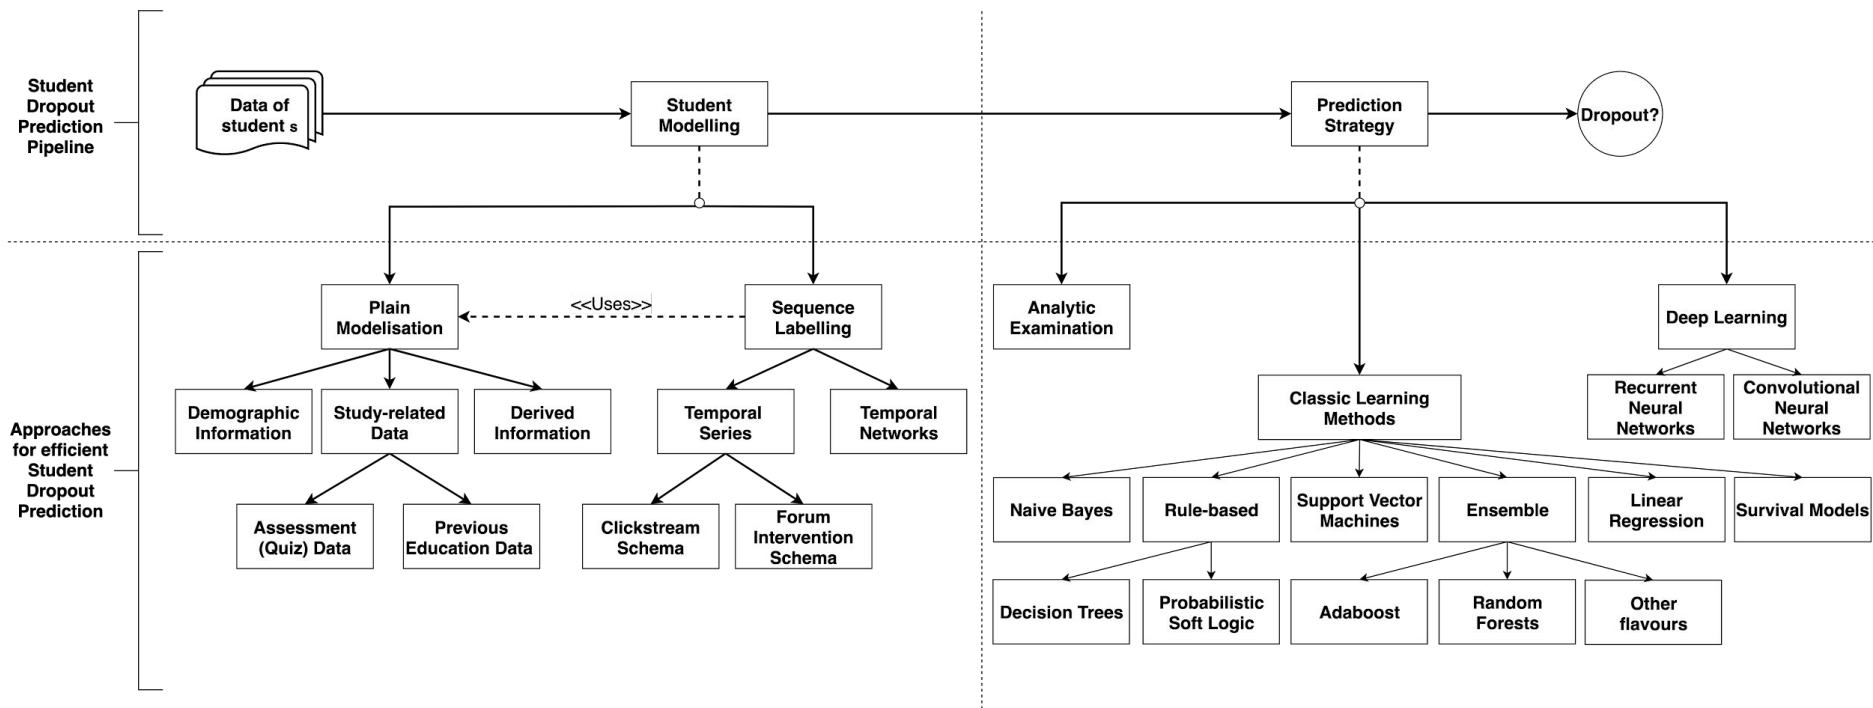 Student
Dropout
Prediction
Pipeline
Data of
student s
Student
Modelling
Prediction
Strategy
Dropout?
Approaches
for efficient
Student
Dropout
Prediction
Plain
Modelisation
<<Uses>>
Sequence
Labelling
Demographic
Information
Study-related
Data
Derived
Information
Temporal
Series
Temporal
Networks
Assessment
(Quiz) Data
Previous
Education Data
Clickstream
Schema
Forum
Intervention
Schema
Analytic
Examination
Classic Learning
Methods
Deep Learning
Recurrent
Neural
Networks
Convolutional
Neural
Networks
Naive Bayes
Rule-based
Support Vector
Machines
Ensemble
Linear
Regression
Survival Models
Decision Trees
Probabilistic
Soft Logic
Adaboost
Random
Forests
Other
flavours